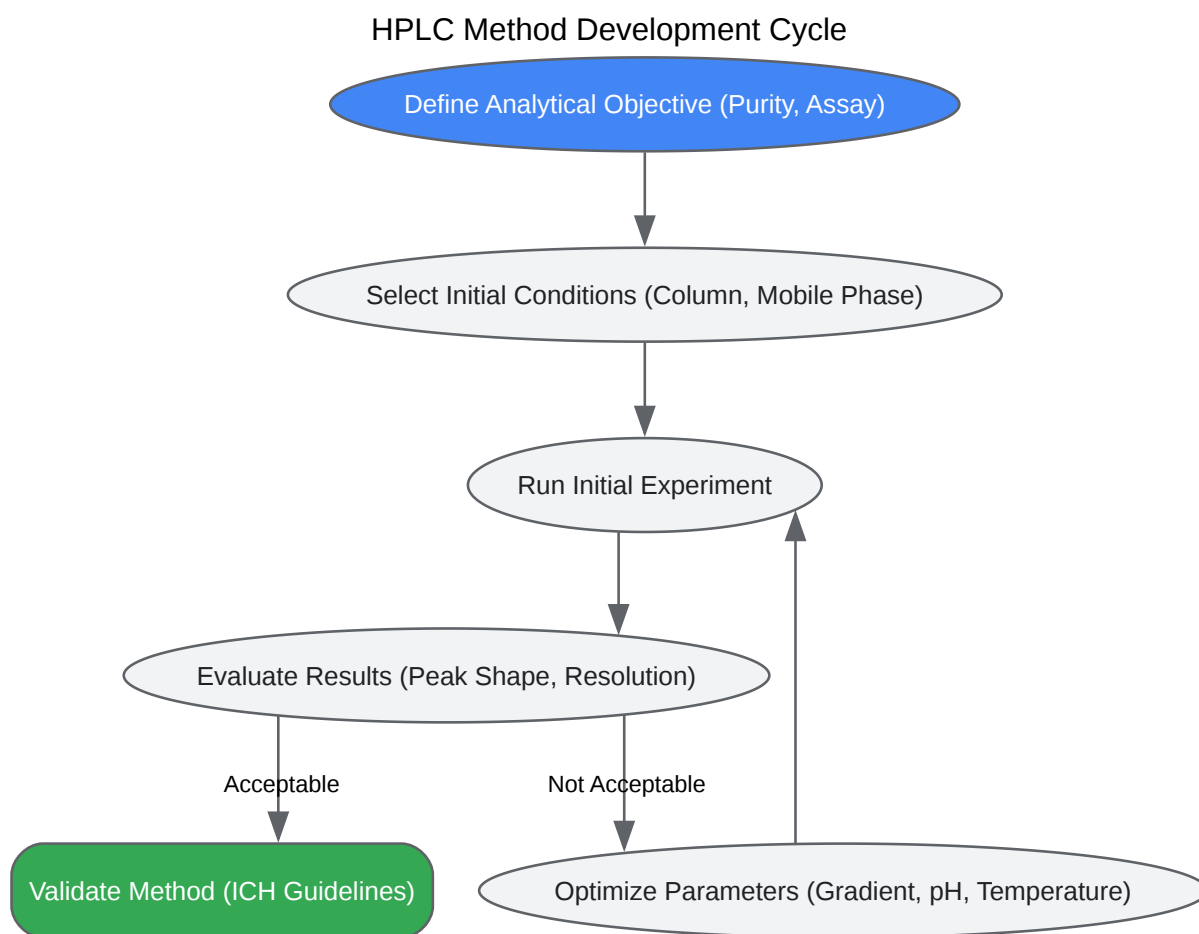 HPLC Method Development Cycle
Define Analytical Objective (Purity, Assay)
Select Initial Conditions (Column, Mobile Phase)
Run Initial Experiment
Evaluate Results (Peak Shape, Resolution)
Acceptable
Not Acceptable
Validate Method (ICH Guidelines)
Optimize Parameters (Gradient, pH, Temperature)